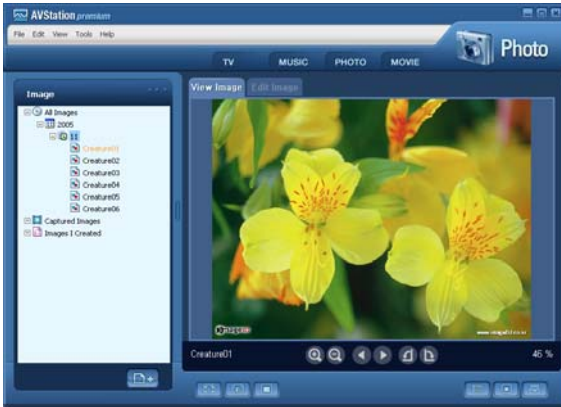 AVStation premium
File Edit View Tools Help
Photo
TV MUSIC PHOTO MOVIE
Image
View Image Edit Image
All Images
2005
11
Creature01
Creature02
Creature03
Creature04
Creature05
Creature06
Captured Images
Images I Created
Creature01
46 %